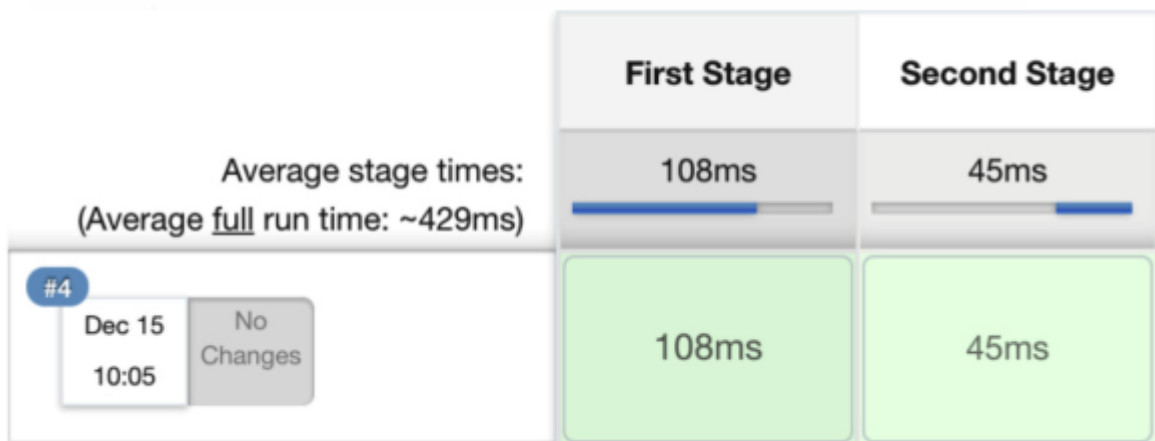 First Stage
Second Stage
Average stage times:
108ms
45ms
(Average full run time: ~429ms)
#4
Dec 15
No
Changes
10:05
108ms
45ms